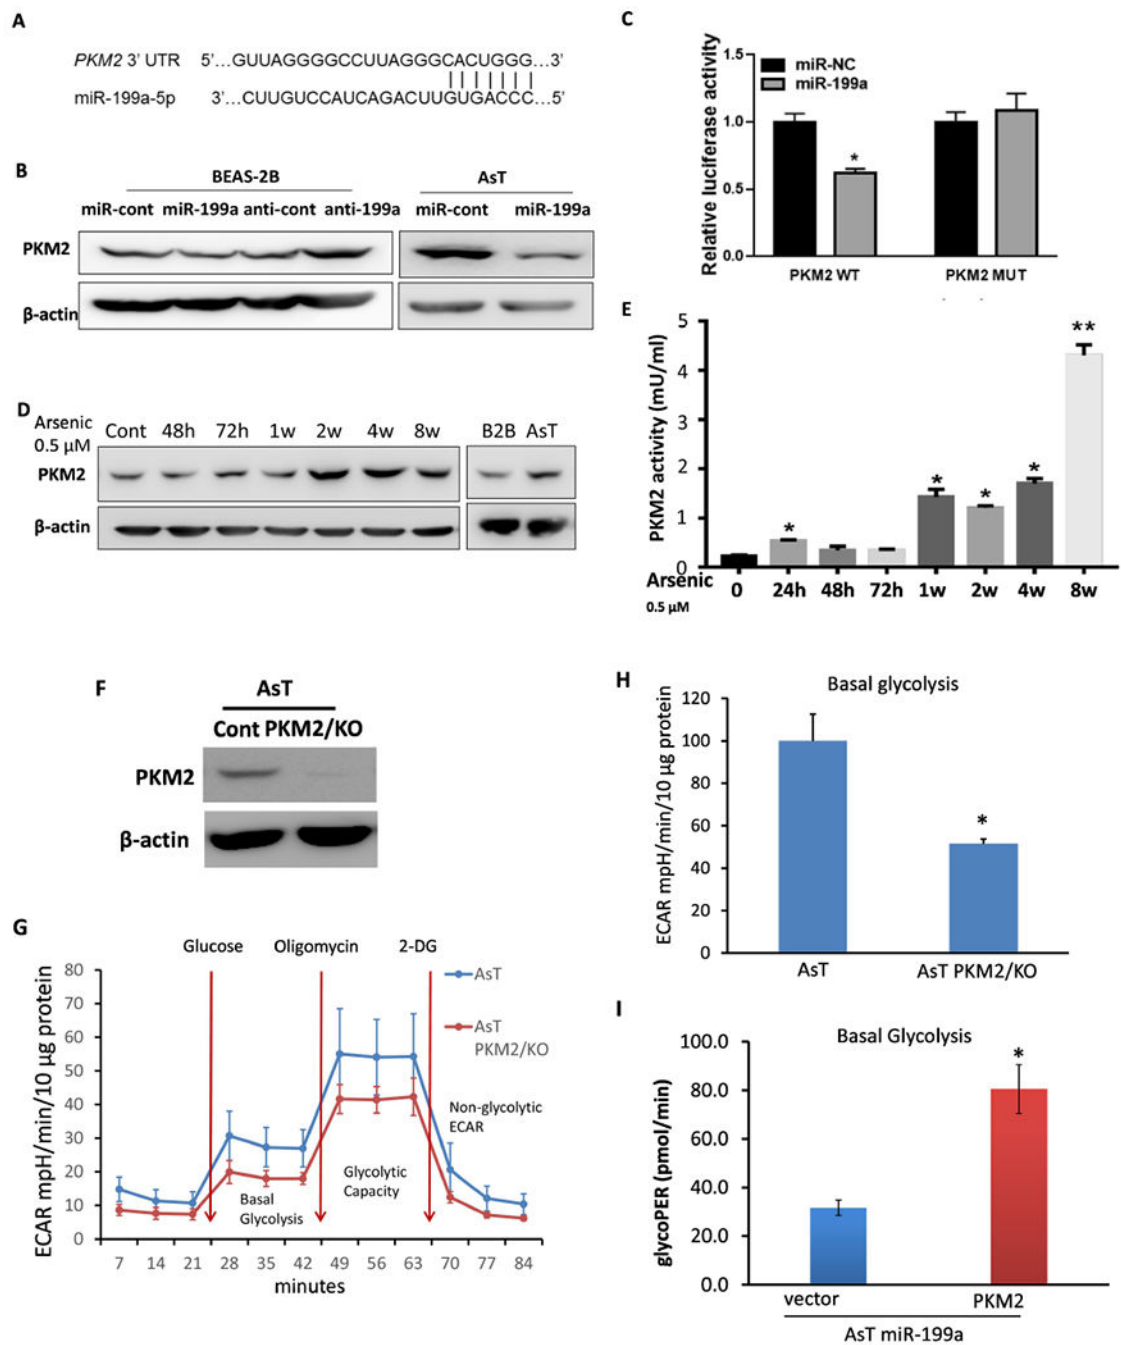 A
PKM2 3' UTR 5'...GUUAGGGGCCUUAGGGCACUGGG...3'
miR-199a-5p 3'...CUUGUCCAUCAGACUUGUGACCC...5'
B
BEAS-2B
AsT
miR-cont miR-199a anti-cont anti-199a
miR-cont miR-199a
PKM2
β-actin
C
Relative luciferase activity
1.5
1.0
0.5
0.0
miR-NC
miR-199a
*
PKM2 WT PKM2 MUT
D
Arsenic
0.5 μM
Cont 48h 72h 1w 2w 4w 8w
B2B AsT
PKM2
β-actin
E
PKM2 activity (mU/ml)
5
4
3
2
1
0
* * * * **
Arsenic
0.5 μM
0 24h 48h 72h 1w 2w 4w 8w
F
AsT
Cont PKM2/KO
PKM2
β-actin
G
Glucose Oligomycin 2-DG
ECAR mpH/min/10 μg protein
80
70
60
50
40
30
20
10
0
AsT
AsT
PKM2/KO
Non-glycolytic
ECAR
Glycolytic
Capacity
Basal
Glycolysis
7 14 21 28 35 42 49 56 63 70 77 84
minutes
H
Basal glycolysis
ECAR mpH/min/10 μg protein
120
100
80
60
40
20
0
*
AsT AsT PKM2/KO
I
Basal Glycolysis
glycoPER (pmol/min)
100.0
80.0
60.0
40.0
20.0
0.0
*
vector PKM2
AsT miR-199a